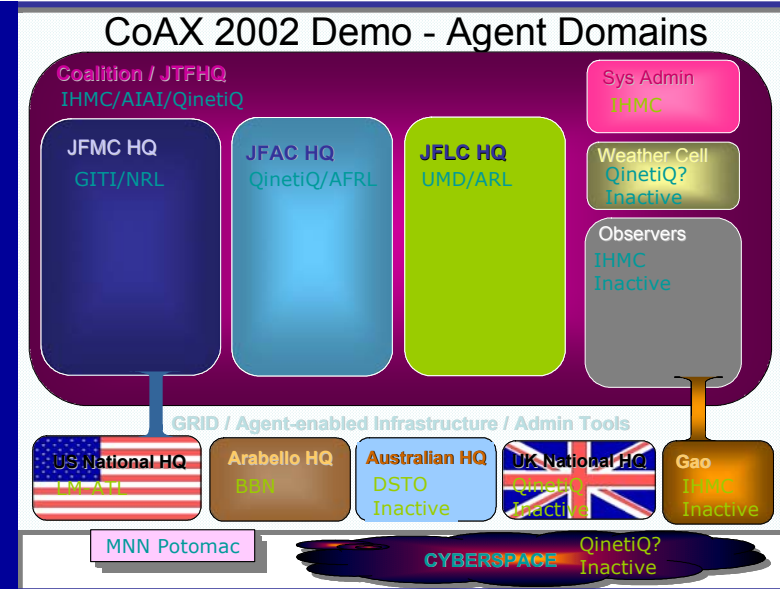 CoAX 2002 Demo - Agent Domains
Coalition / JTFHQ
IHMC/AIAI/QinetiQ
Sys Admin
IHMC
JFMC HQ
GITI/NRL
JFAC HQ
QinetiQ/AFRL
JFLC HQ
UMD/ARL
Weather Cell
QinetiQ?
Inactive
Observers
IHMC
Inactive
GRID / Agent-enabled Infrastructure / Admin Tools
US National HQ
LM-ATL
Arabello HQ
BBN
Australian HQ
DSTO
Inactive
UK National HQ
QinetiQ
Inactive
Gao
IHMC
Inactive
MNN Potomac
CYBERSPACE
QinetiQ?
Inactive